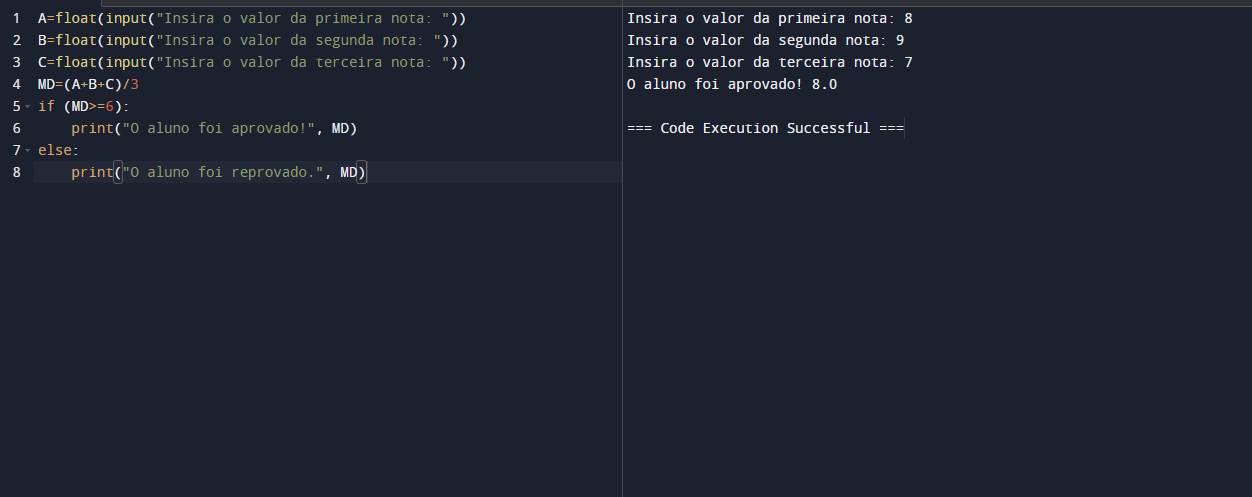 1 A=float(input("Insira o valor da primeira nota: "))
2 B=float(input("Insira o valor da segunda nota: "))
3 C=float(input("Insira o valor da terceira nota: "))
4 MD=(A+B+C)/3
5 if (MD>=6):
6     print("O aluno foi aprovado!", MD)
7 else:
8     print("O aluno foi reprovado.", MD)
Insira o valor da primeira nota: 8
Insira o valor da segunda nota: 9
Insira o valor da terceira nota: 7
O aluno foi aprovado! 8.0
=== Code Execution Successful ===